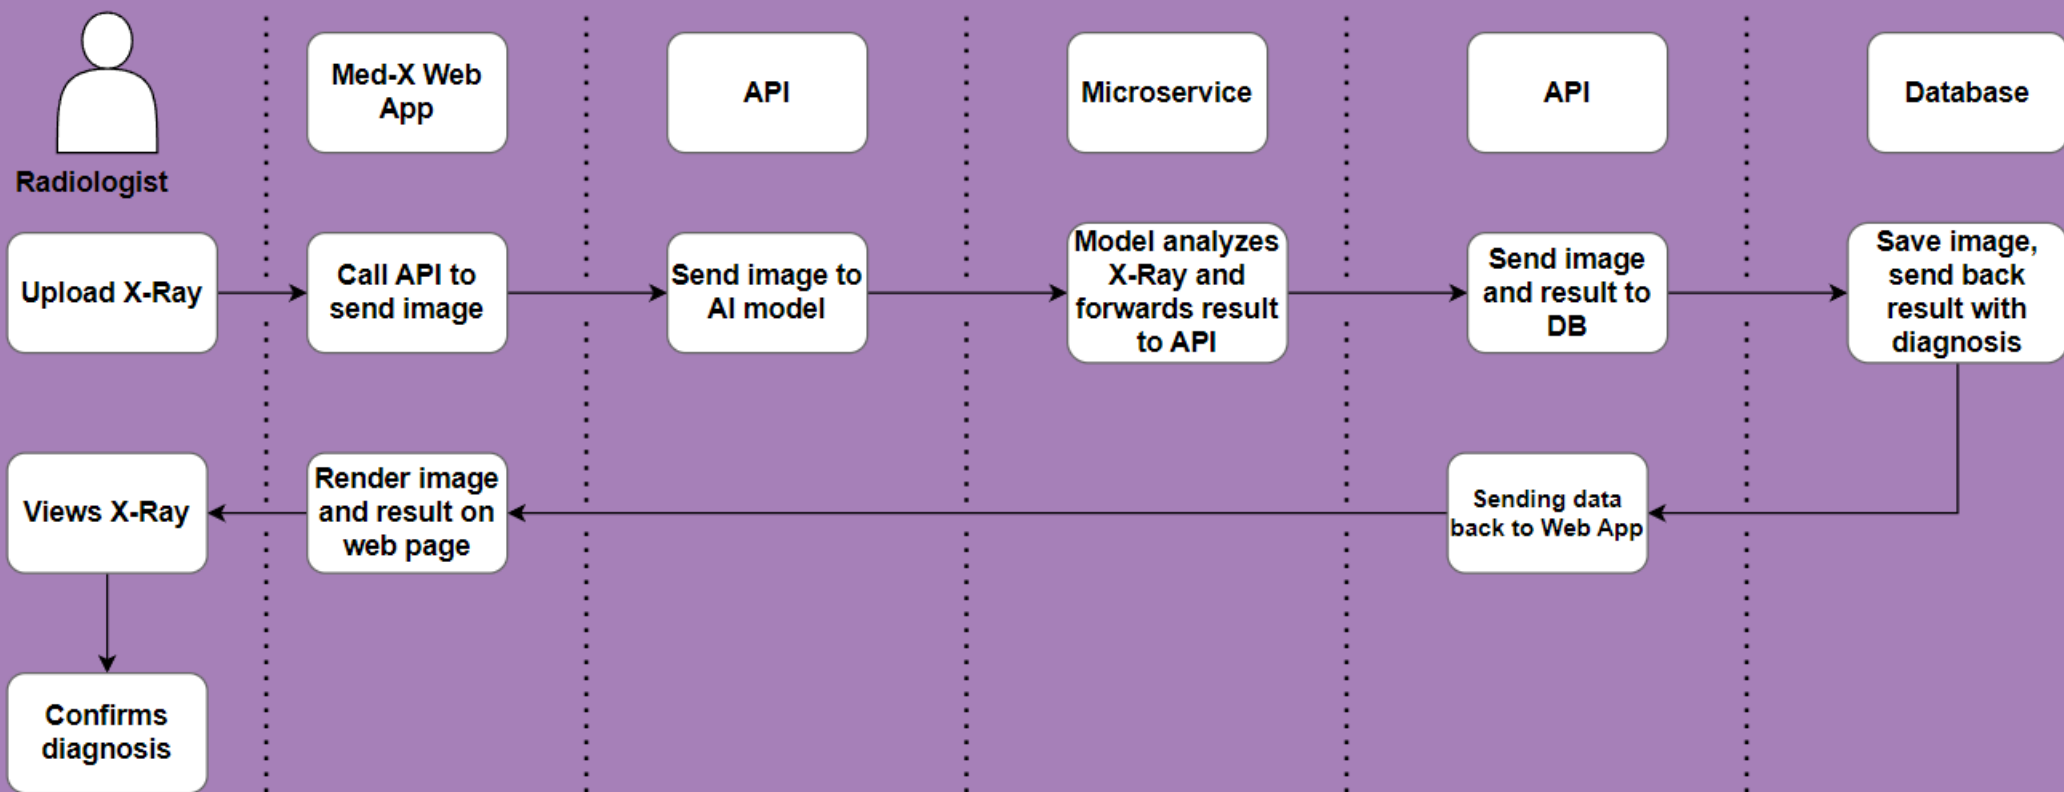 Med-X Web
App
API
Microservice
API
Database
Radiologist
Upload X-Ray
Call API to
send image
Send image to
AI model
Model analyzes
X-Ray and
forwards result
to API
Send image
and result to
DB
Save image,
send back
result with
diagnosis
Views X-Ray
Render image
and result on
web page
Sending data
back to Web App
Confirms
diagnosis